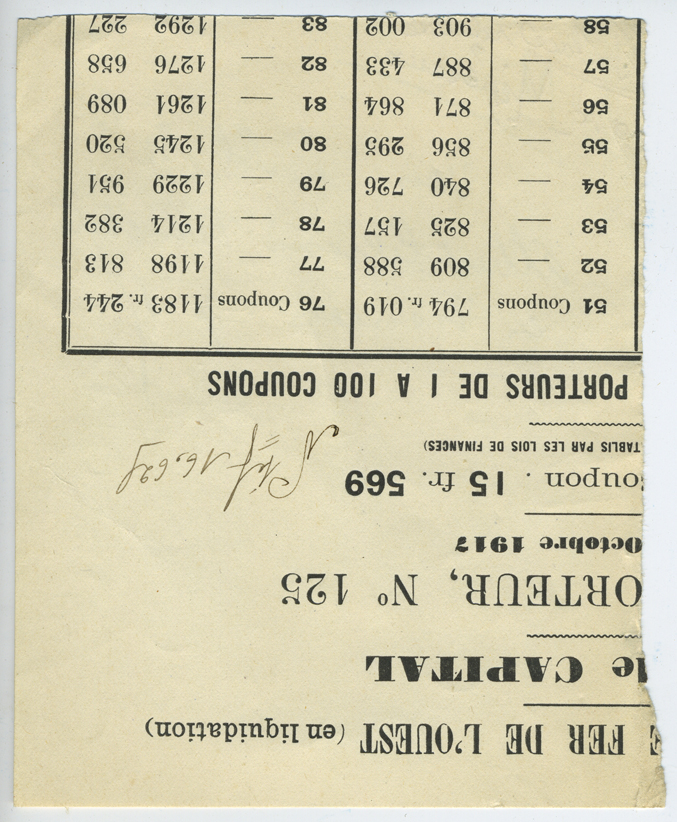 E FER DE L'OUEST (en liquidation)
1e CAPITAL
ORTEUR, N° 125
Octobre 1917
oupon . 15 fr. 569
TABLIS PAR LES LOIS DE FINANCES)
PORTEURS DE 1 A 100 COUPONS
51 Coupons 794 fr. 019 76 Coupons 1183 fr. 244
52 — 809 588 77 — 1198 813
53 — 825 157 78 — 1214 382
54 — 840 726 79 — 1229 951
55 — 856 295 80 — 1245 520
56 — 871 864 81 — 1261 089
57 — 887 433 82 — 1276 658
58 — 903 002 83 — 1292 227